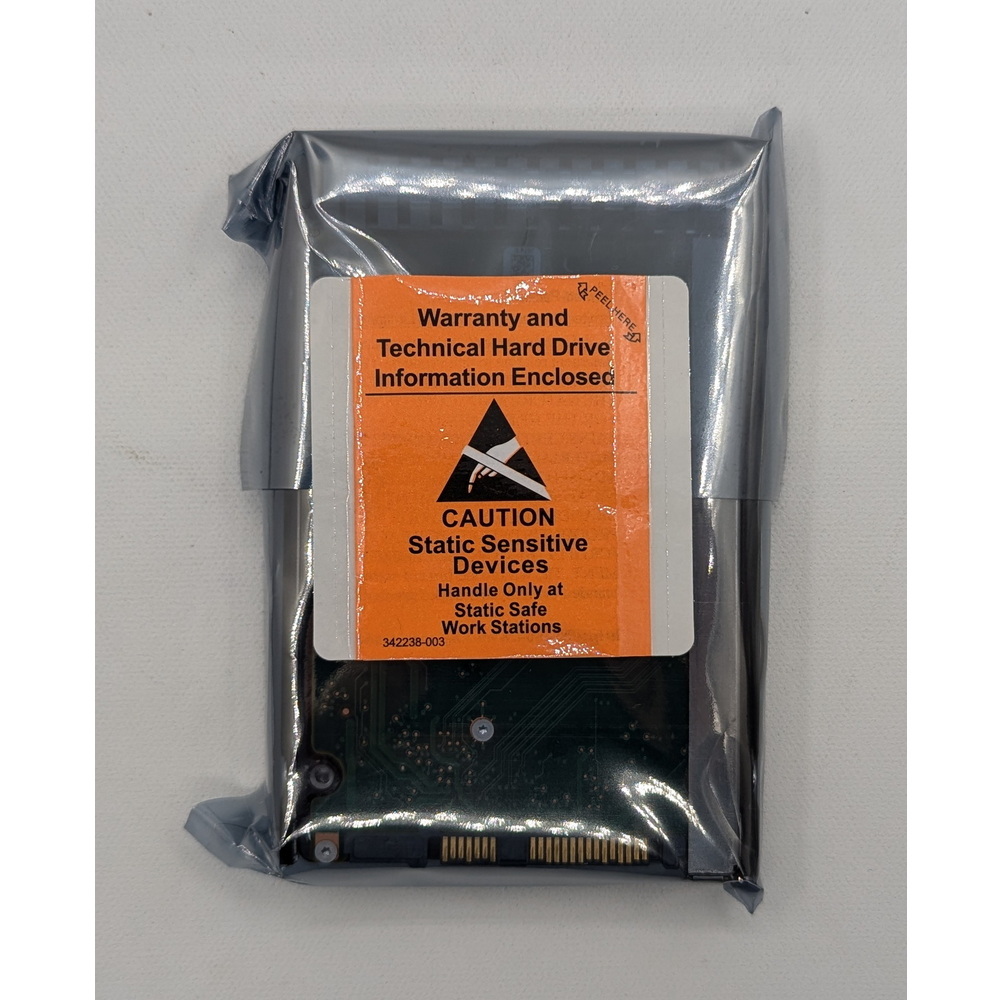 PEEL HERE
Warranty and
Technical Hard Drive
Information Enclosed
CAUTION
Static Sensitive
Devices
Handle Only at
Static Safe
Work Stations
342238-003